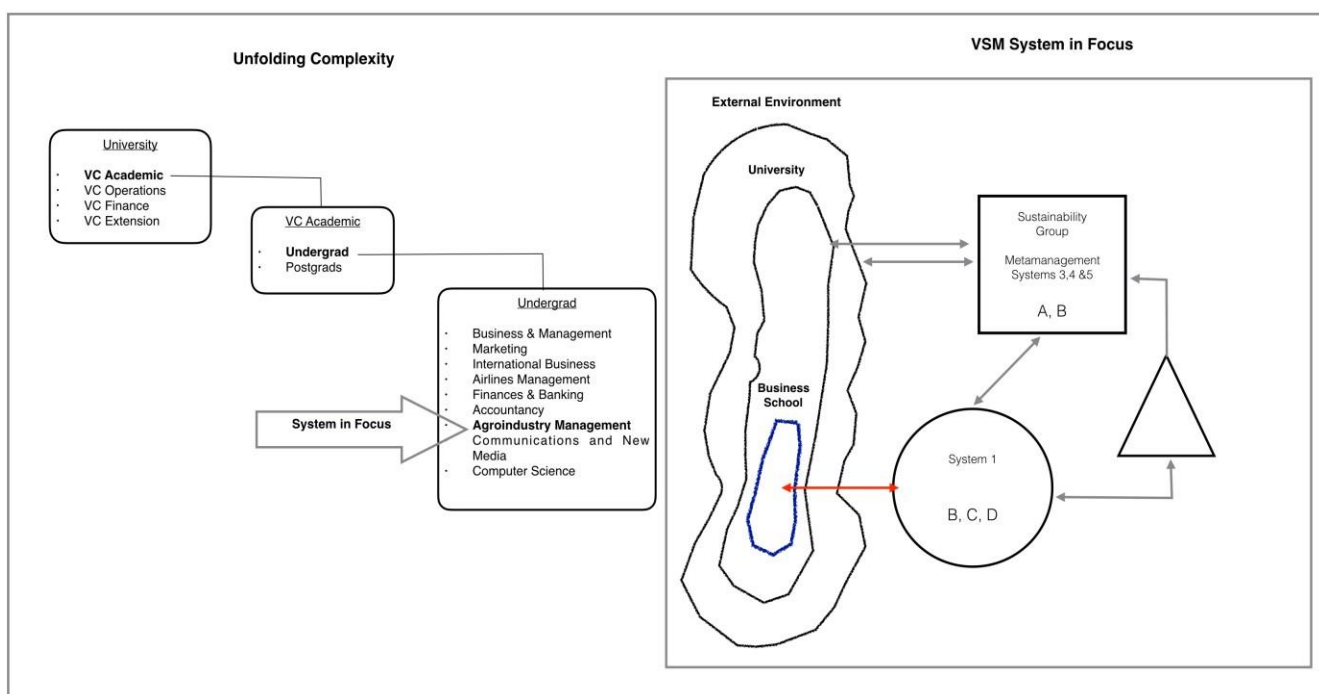 Unfolding Complexity
University
· VC Academic
· VC Operations
· VC Finance
· VC Extension
VC Academic
· Undergrad
· Postgrads
Undergrad
· Business & Management
· Marketing
· International Business
· Airlines Management
· Finances & Banking
· Accountancy
· Agroindustry Management
· Communications and New
Media
· Computer Science
System in Focus
VSM System in Focus
External Environment
University
Business
School
Sustainability
Group
Metamanagement
Systems 3,4 &5
A, B
System 1
B, C, D